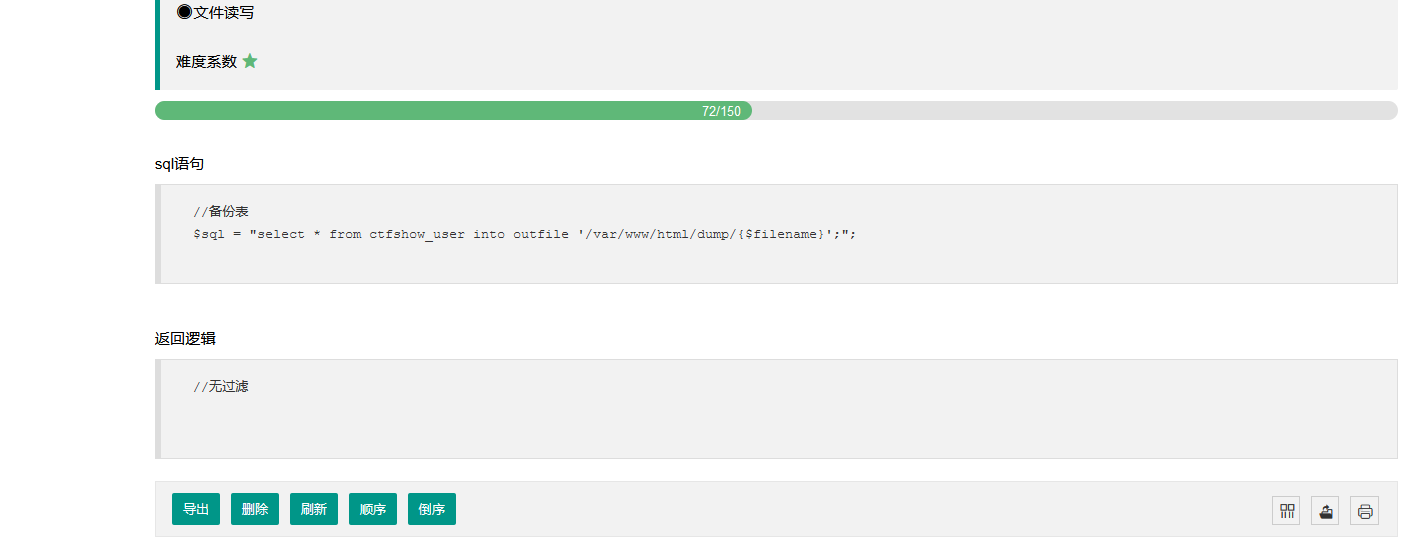 ◉文件读写
难度系数 ★
72/150
sql语句
//备份表
$sql = "select * from ctfshow_user into outfile '/var/www/html/dump/{$filename}';";
返回逻辑
//无过滤
导出 删除 刷新 顺序 倒序